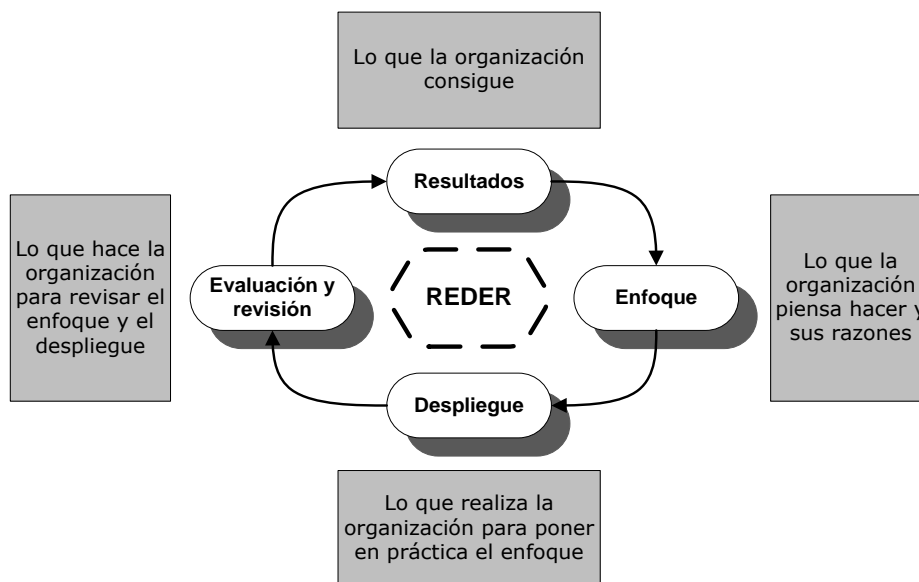 Lo que la organización
consigue
Resultados
Lo que hace la
organización
para revisar el
enfoque y el
despliegue
Evaluación y
revisión
REDER
Enfoque
Lo que la
organización
piensa hacer y
sus razones
Despliegue
Lo que realiza la
organización para poner
en práctica el enfoque